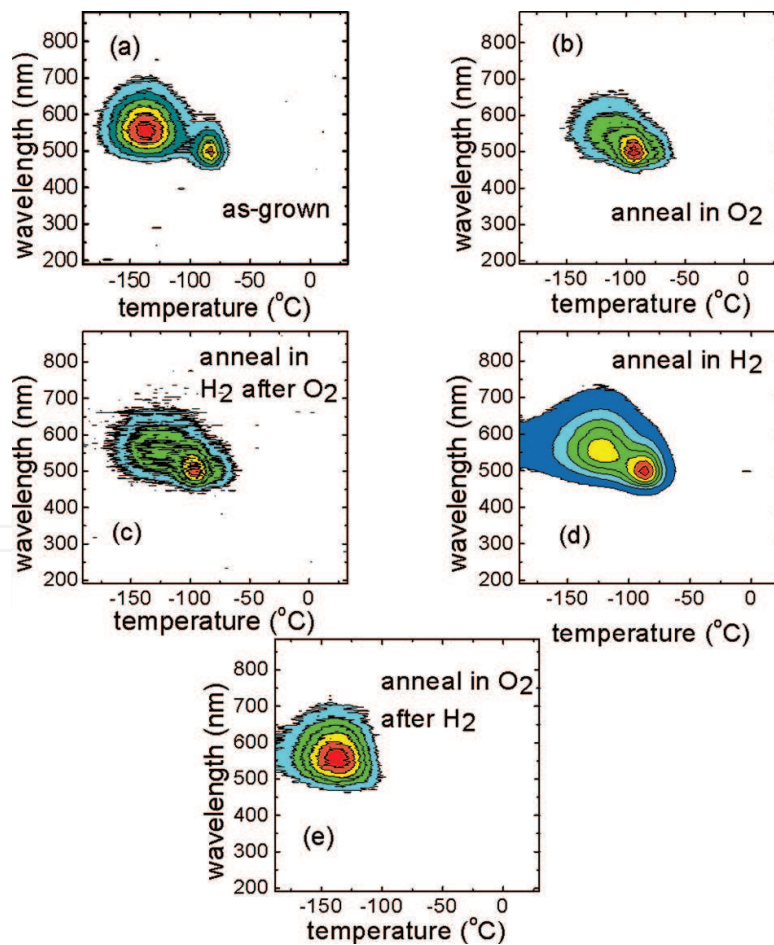 (a)
800
700
600
500
400
300
200
wavelength (nm)
as-grown
-150 -100 -50 0
temperature (°C)
(b)
800
700
600
500
400
300
200
wavelength (nm)
anneal in O2
-150 -100 -50 0
temperature (°C)
anneal in
H2 after O2
800
700
600
500
400
300
200
wavelength (nm)
(c)
-150 -100 -50 0
temperature (°C)
anneal in H2
800
700
600
500
400
300
200
wavelength (nm)
(d)
-150 -100 -50 0
temperature (°C)
anneal in O2
after H2
800
700
600
500
400
300
200
wavelength (nm)
(e)
-150 -100 -50 0
temperature (°C)